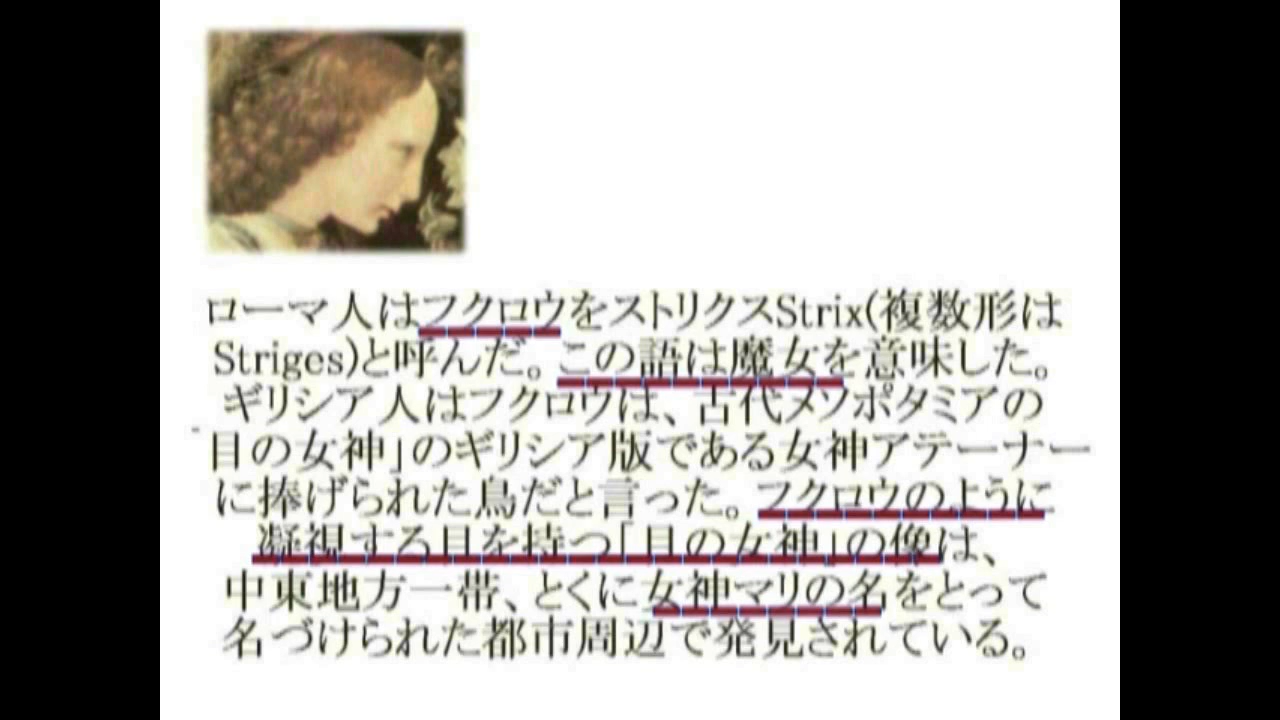 ローマ人はフクロウをストリクスStrix(複数形は
Striges)と呼んだ。この語は魔女を意味した。
ギリシア人はフクロウは、古代メソポタミアの
目の女神」のギリシア版である女神アテーナー
に捧げられた鳥だと言った。フクロウのように
凝視する目を持つ「目の女神」の像は、
中東地方一帯、とくに女神マリの名をとって
名づけられた都市周辺で発見されている。